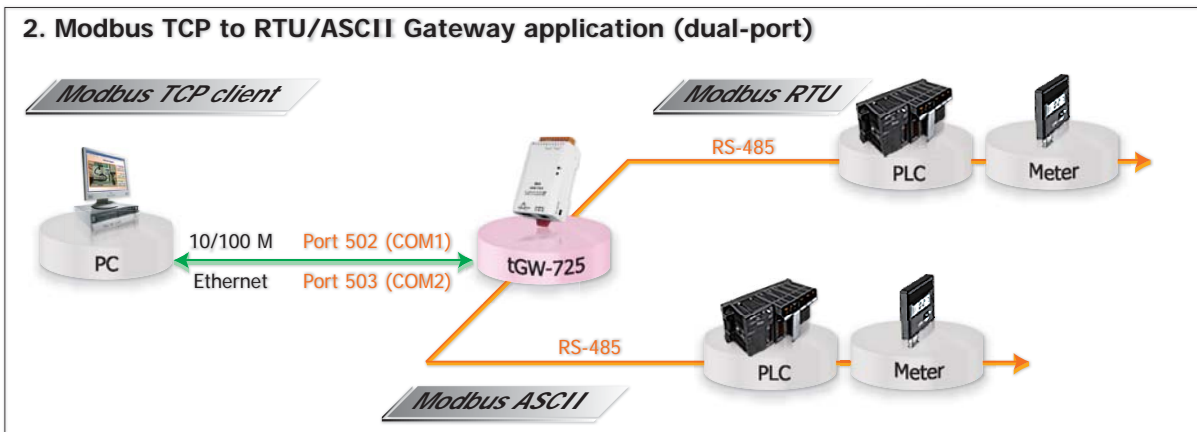 2. Modbus TCP to RTU/ASCII Gateway application (dual-port)
Modbus TCP client
Modbus RTU
RS-485
PLC
Meter
10/100 M
Port 502 (COM1)
PC
tGW-725
Ethernet
Port 503 (COM2)
RS-485
PLC
Meter
Modbus ASCII